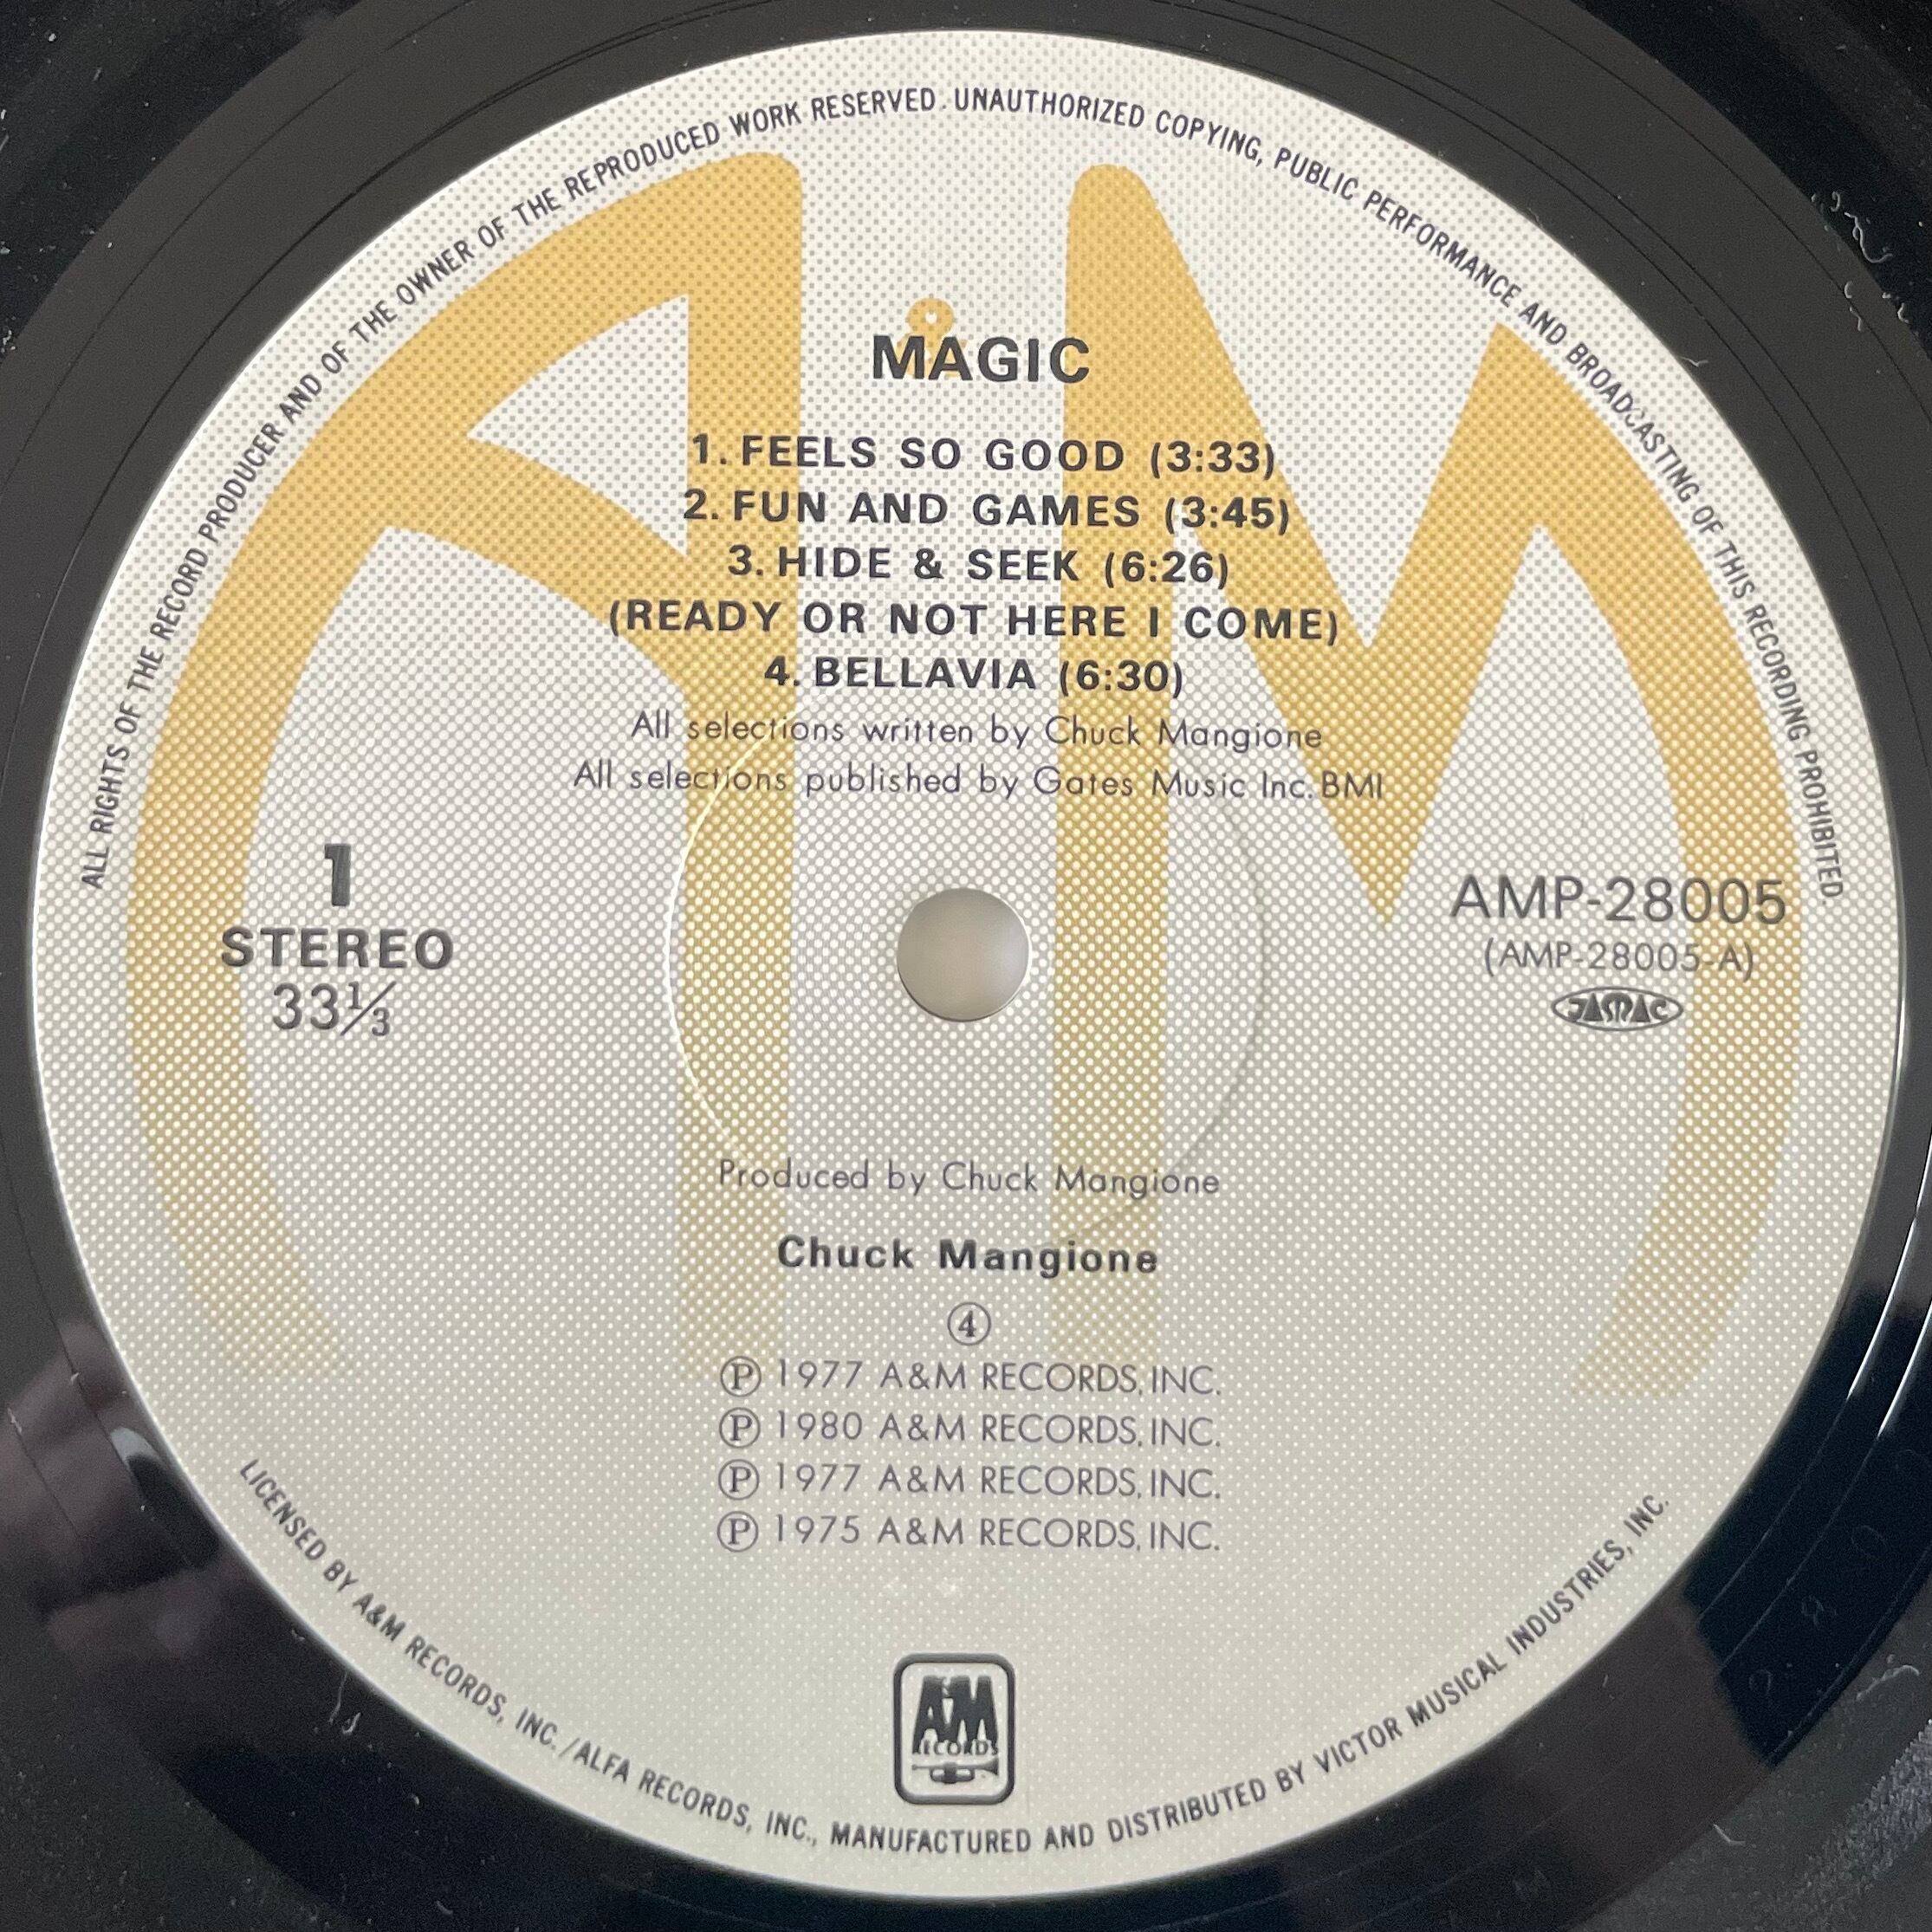 ALL RIGHTS OF THE RECORD PRODUCER AND OF THE OWNER OF THE REPRODUCED WORK RESERVED. UNAUTHORIZED COPYING, PUBLIC PERFORMANCE AND BROADCASTING OF THIS RECORDING PROHIBITED
MAGIC
1. FEELS SO GOOD (3:33)
2. FUN AND GAMES (3:45)
3. HIDE & SEEK (6:26)
(READY OR NOT HERE I COME)
4. BELLAVIA (6:30)
All selections written by Chuck Mangione
All selections published by Gates Music Inc. BMI
1
STEREO
33⅓
AMP-28005
(AMP-28005-A)
JASRAC
Produced by Chuck Mangione
Chuck Mangione
④
Ⓟ 1977 A&M RECORDS, INC.
Ⓟ 1980 A&M RECORDS, INC.
Ⓟ 1977 A&M RECORDS, INC.
Ⓟ 1975 A&M RECORDS, INC.
A&M
RECORDS
LICENSED BY A&M RECORDS, INC./ALFA RECORDS, INC., MANUFACTURED AND DISTRIBUTED BY VICTOR MUSICAL INDUSTRIES, INC.